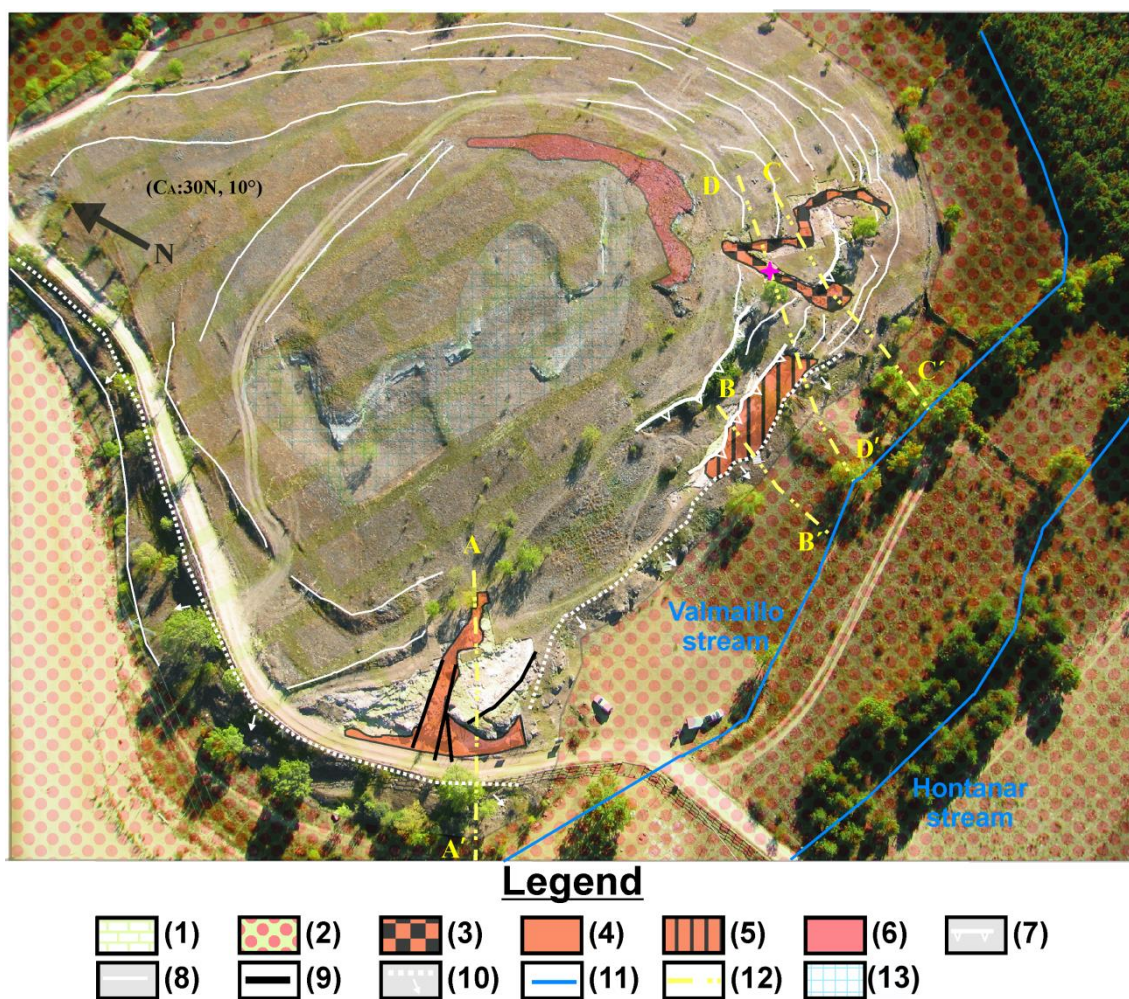 (CA:30N, 10°)
N
D
C
B
C´
D´
B´´
A
Valmaillo
stream
A´
Hontanar
stream
Legend
(1) (2) (3) (4) (5) (6) (7)
(8) (9) (10) (11) (12) (13)